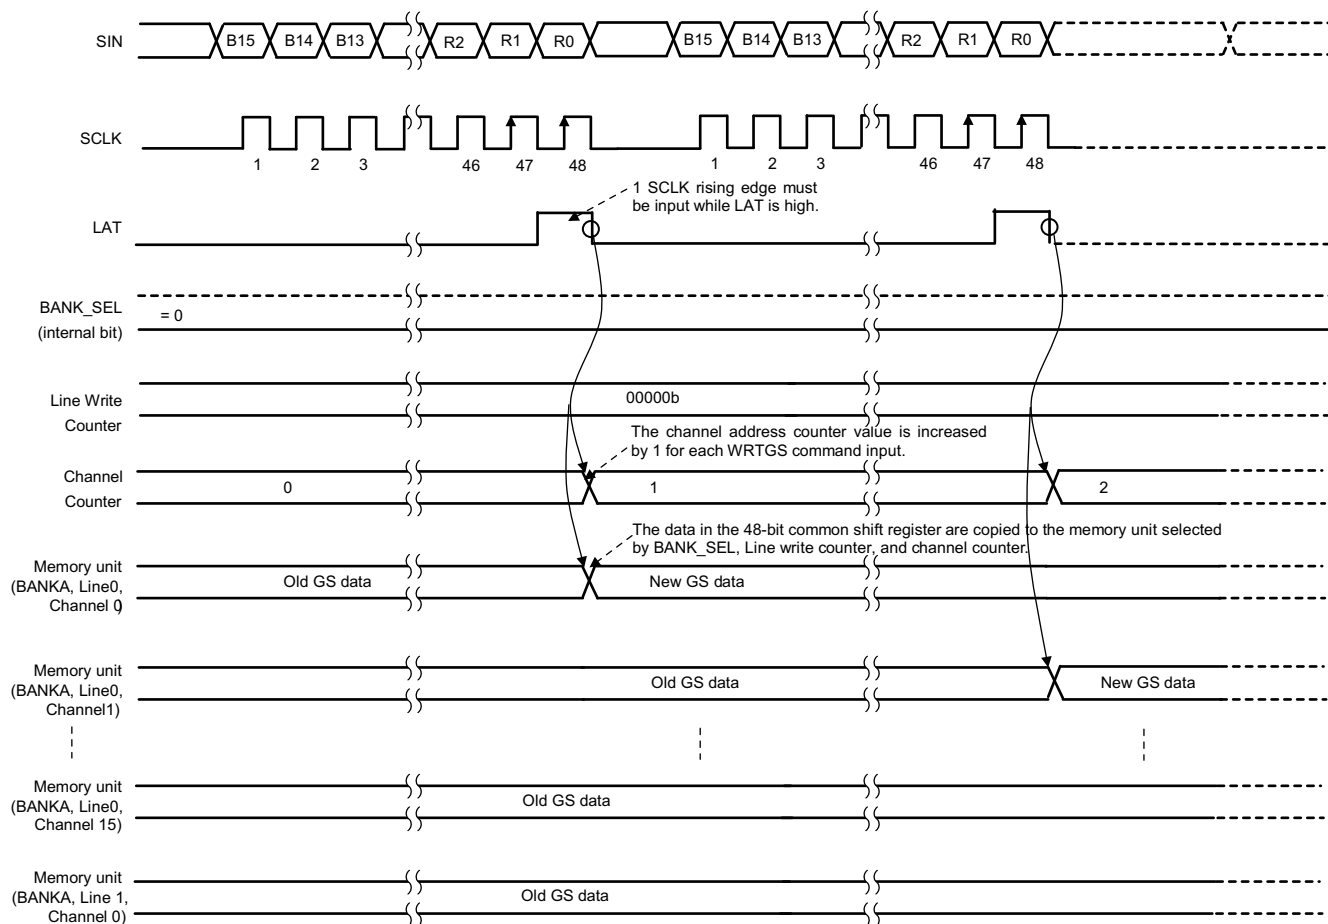 SIN
B15 B14 B13 R2 R1 R0 B15 B14 B13 R2 R1 R0
SCLK
1 2 3 46 47 48 1 2 3 46 47 48
1 SCLK rising edge must
be input while LAT is high.
LAT
BANK_SEL
= 0
(internal bit)
Line Write
Counter
00000b
The channel address counter value is increased
by 1 for each WRTGS command input.
Channel
Counter
0 1 2
The data in the 48-bit common shift register are copied to the memory unit selected
by BANK_SEL, Line write counter, and channel counter.
Memory unit
(BANKA, Line0,
Channel 0)
Old GS data New GS data
Memory unit
(BANKA, Line0,
Channel1)
Old GS data New GS data
Memory unit
(BANKA, Line0,
Channel 15)
Old GS data
Memory unit
(BANKA, Line 1,
Channel 0)
Old GS data